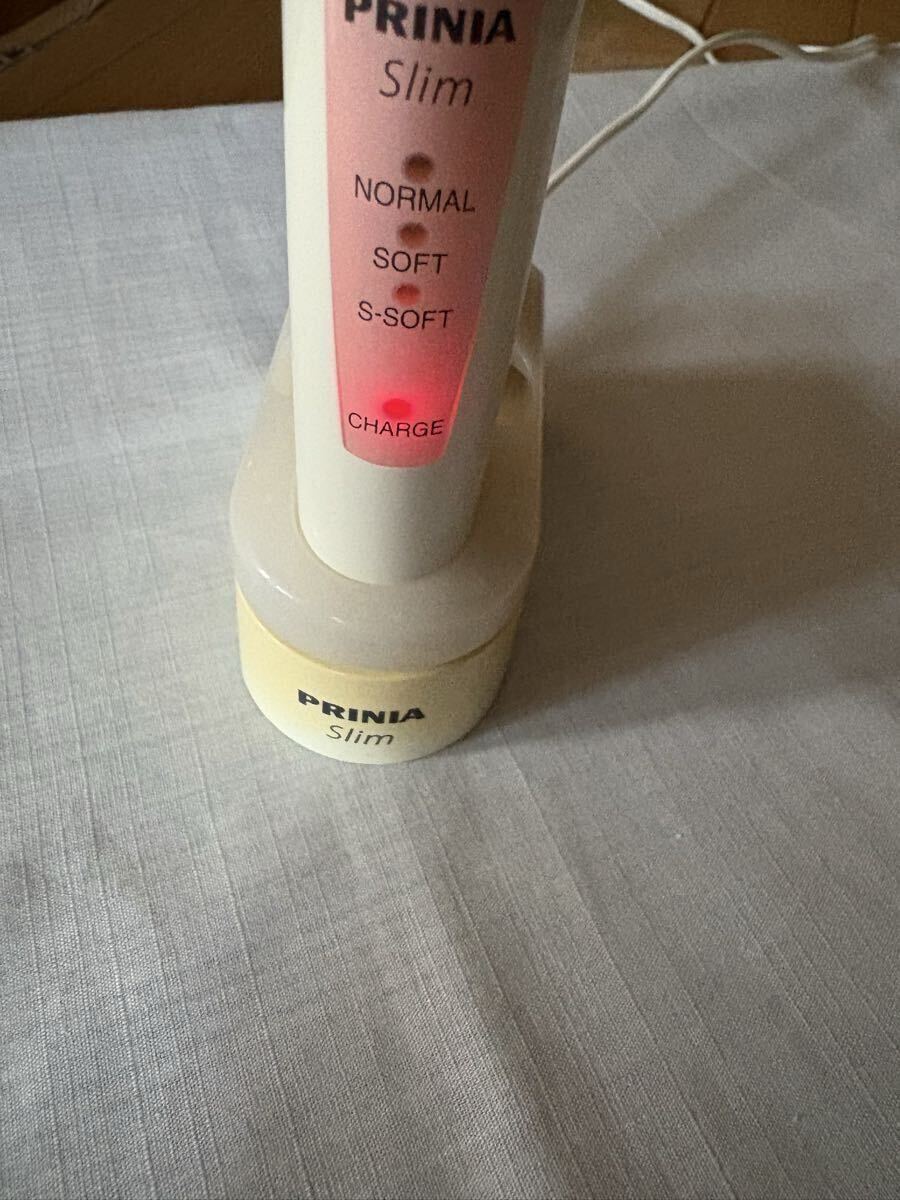 PRINIA
Slim
NORMAL
SOFT
S-SOFT
CHARGE
PRINIA
Slim